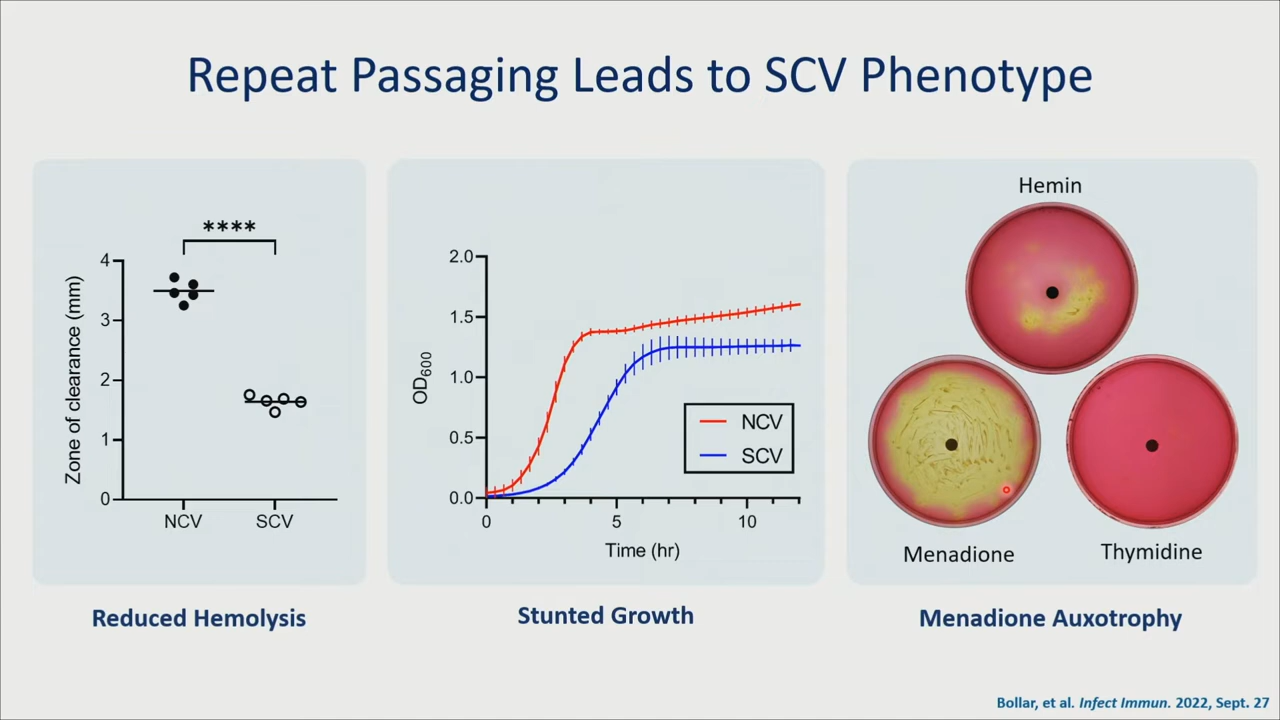 Repeat Passaging Leads to SCV Phenotype
****
Zone of clearance (mm)
4
3
2
1
0
NCV
SCV
Reduced Hemolysis
OD600
2.0
1.5
1.0
0.5
0.0
NCV
SCV
0
5
10
Time (hr)
Stunted Growth
Hemin
Menadione
Thymidine
Menadione Auxotrophy
Bollar, et al. Infect Immun. 2022, Sept. 27